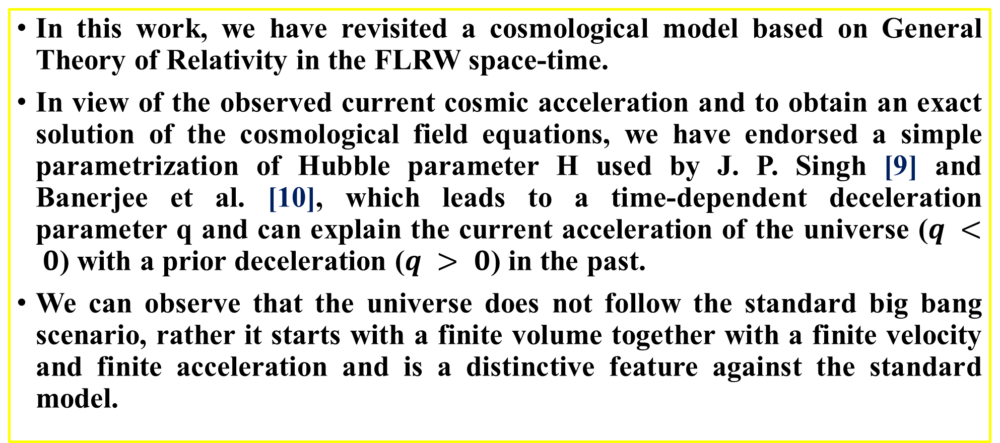 • In this work, we have revisited a cosmological model based on General
Theory of Relativity in the FLRW space-time.
• In view of the observed current cosmic acceleration and to obtain an exact
solution of the cosmological field equations, we have endorsed a simple
parametrization of Hubble parameter H used by J. P. Singh [9] and
Banerjee et al. [10], which leads to a time-dependent deceleration
parameter q and can explain the current acceleration of the universe (q <
0) with a prior deceleration (q > 0) in the past.
• We can observe that the universe does not follow the standard big bang
scenario, rather it starts with a finite volume together with a finite velocity
and finite acceleration and is a distinctive feature against the standard
model.